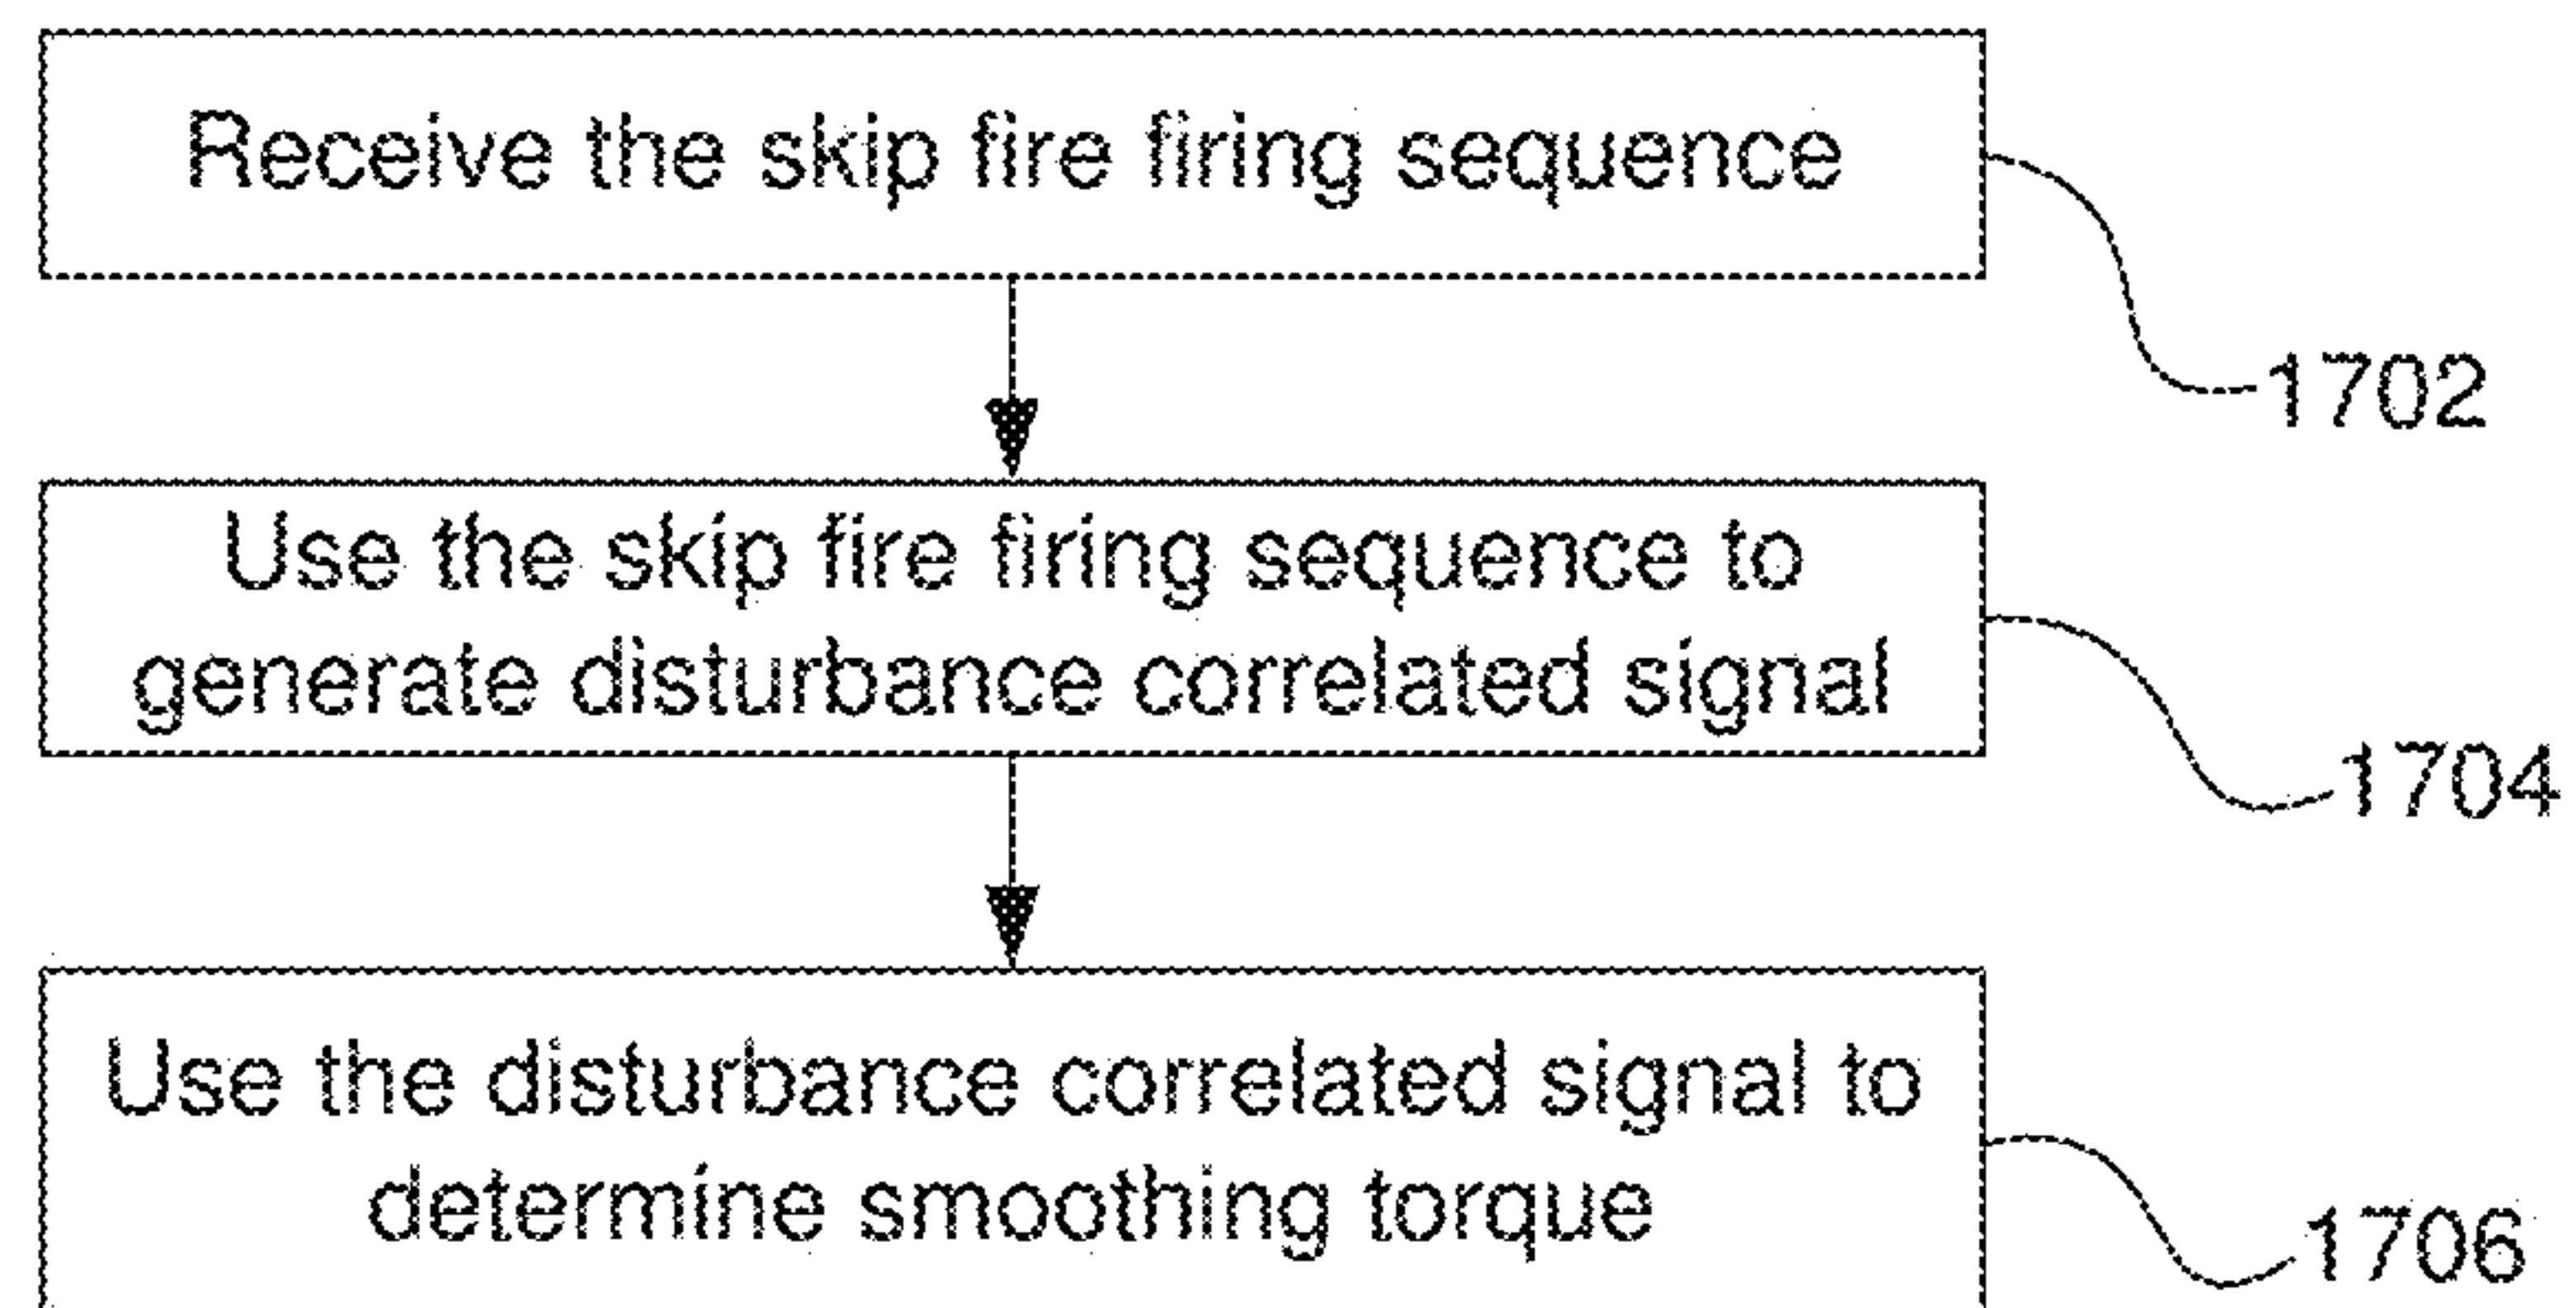 Receive the skip fire firing sequence
1702
Use the skip fire firing sequence to
generate disturbance correlated signal
1704
Use the disturbance correlated signal to
determine smoothing torque
1706